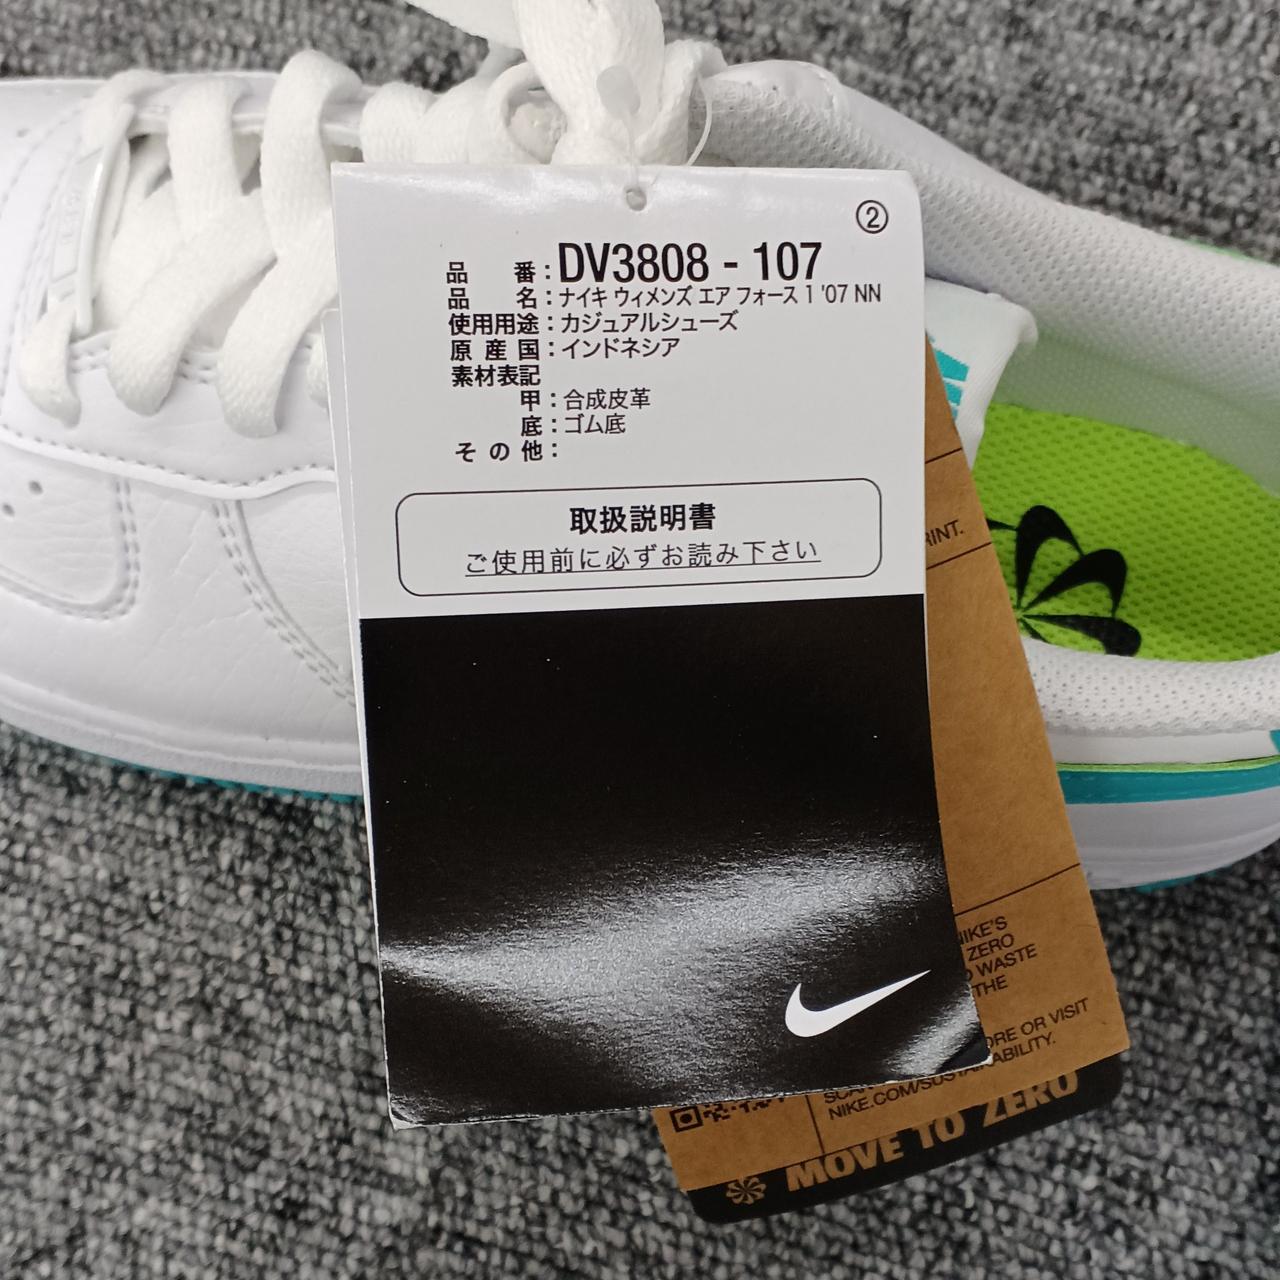 ②
品番：DV3808 - 107
品名：ナイキ ウィメンズ エア フォース 1 '07 NN
使用用途：カジュアルシューズ
原産国：インドネシア
素材表記
甲：合成皮革
底：ゴム底
その他：
取扱説明書
ご使用前に必ずお読み下さい
NIKE'S
ZERO
WASTE
THE
OR VISIT
NIKE.COM/SUSTAINABILITY.
MOVE TO ZERO